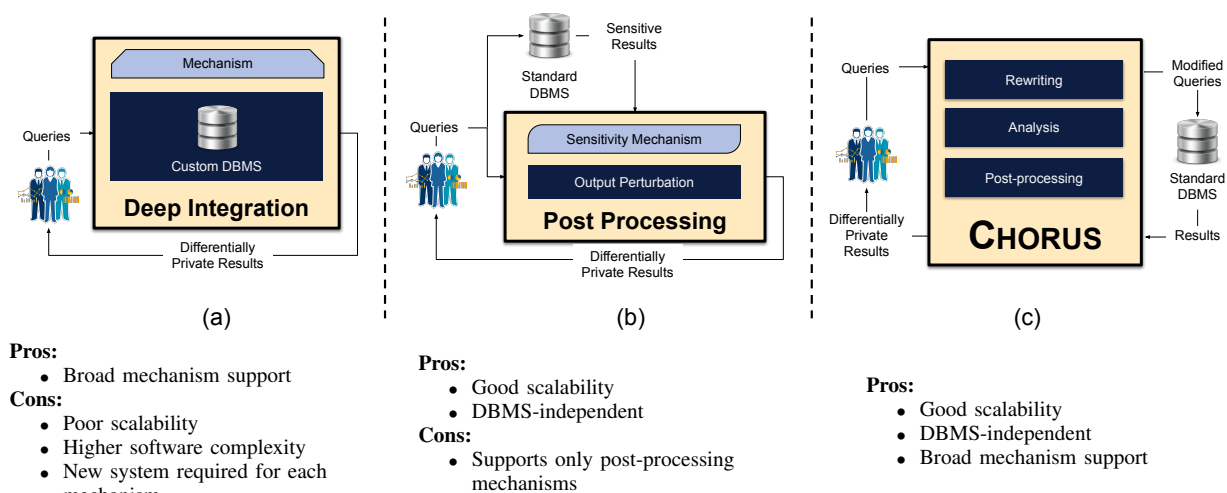 Mechanism
Queries
Custom DBMS
Deep Integration
Differentially
Private Results
(a)
Pros:
• Broad mechanism support
Cons:
• Poor scalability
• Higher software complexity
• New system required for each
mechanism
Sensitive
Results
Standard
DBMS
Queries
Sensitivity Mechanism
Output Perturbation
Post Processing
Differentially
Private Results
(b)
Pros:
• Good scalability
• DBMS-independent
Cons:
• Supports only post-processing
mechanisms
Queries
Rewriting
Modified
Queries
Analysis
Post-processing
Standard
DBMS
Differentially
Private
Results
CHORUS
Results
(c)
Pros:
• Good scalability
• DBMS-independent
• Broad mechanism support